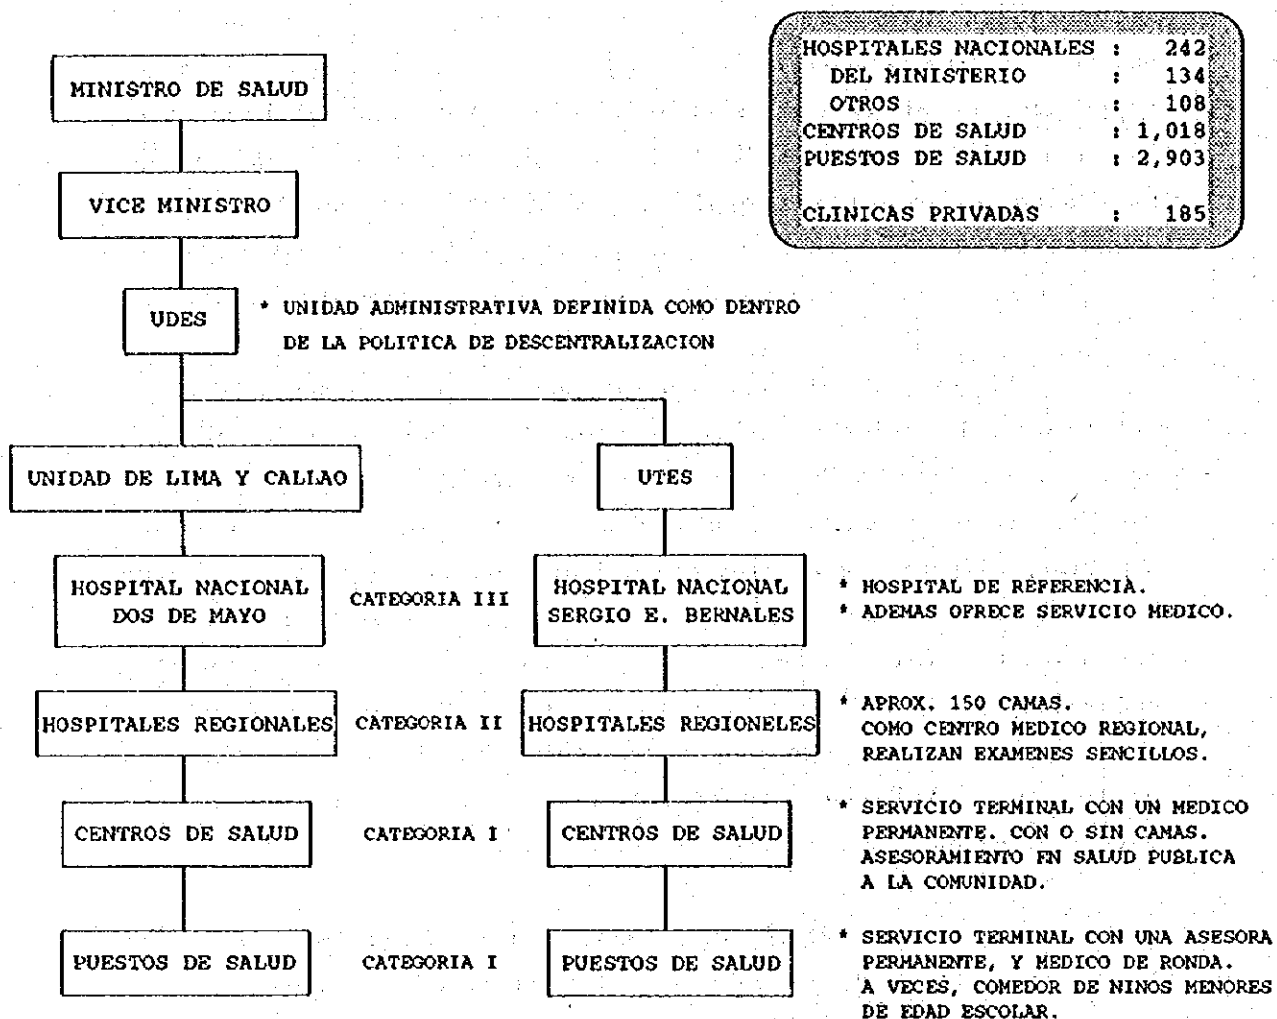 HOSPITALES NACIONALES : 242
DEL MINISTERIO : 134
OTROS : 108
CENTROS DE SALUD : 1,018
PUESTOS DE SALUD : 2,903
CLINICAS PRIVADAS : 185
MINISTRO DE SALUD
VICE MINISTRO
UDES
* UNIDAD ADMINISTRATIVA DEFINIDA COMO DENTRO
DE LA POLITICA DE DESCENTRALIZACION
UNIDAD DE LIMA Y CALLAO
UTES
HOSPITAL NACIONAL
DOS DE MAYO
CATEGORIA III
HOSPITAL NACIONAL
SERGIO E. BERNALES
* HOSPITAL DE REFERENCIA.
* ADEMAS OFRECE SERVICIO MEDICO.
HOSPITALES REGIONALES
CATEGORIA II
HOSPITALES REGIONELES
* APROX. 150 CAMAS.
COMO CENTRO MEDICO REGIONAL,
REALIZAN EXAMENES SENCILLOS.
CENTROS DE SALUD
CATEGORIA I
CENTROS DE SALUD
* SERVICIO TERMINAL CON UN MEDICO
PERMANENTE. CON O SIN CAMAS.
ASESORAMIENTO EN SALUD PUBLICA
A LA COMUNIDAD.
PUESTOS DE SALUD
CATEGORIA I
PUESTOS DE SALUD
* SERVICIO TERMINAL CON UNA ASESORA
PERMANENTE, Y MEDICO DE RONDA.
A VECES, COMEDOR DE NINOS MENORES
DE EDAD ESCOLAR.